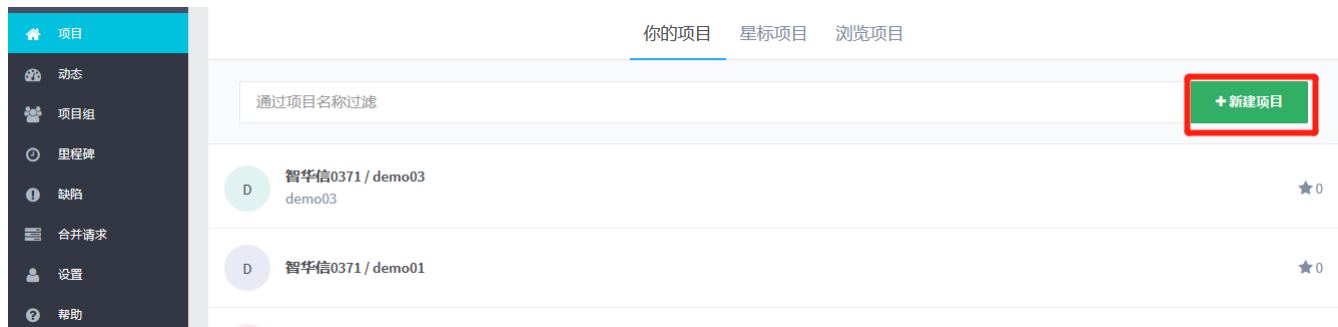 项目
动态
项目组
里程碑
缺陷
合并请求
设置
帮助
你的项目 星标项目 浏览项目
通过项目名称过滤
+新建项目
D
智华信0371 / demo03
demo03
0
D
智华信0371 / demo01
0